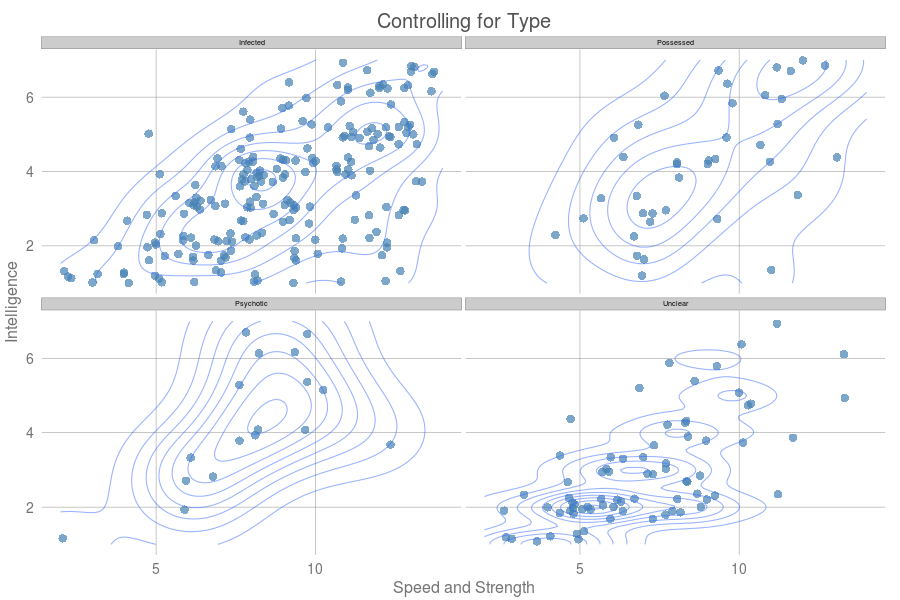 Controlling for Type
Infected
Possessed
6
4
2
Psychotic
Unclear
6
4
2
5
10
5
10
Speed and Strength
Intelligence